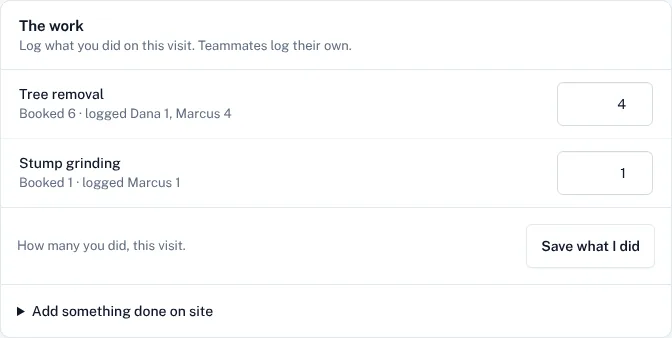 The work
Log what you did on this visit. Teammates log their own.
Tree removal
Booked 6 · logged Dana 1, Marcus 4
4
Stump grinding
Booked 1 · logged Marcus 1
1
How many you did, this visit.
Save what I did
Add something done on site